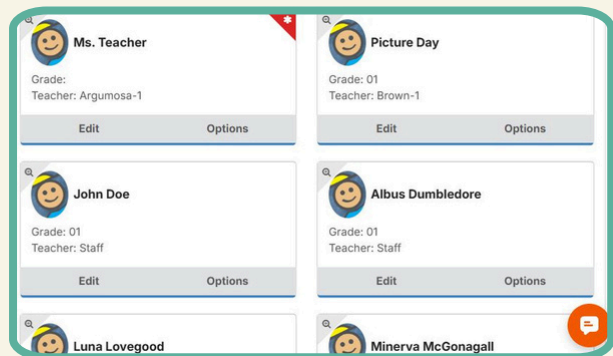 Ms. Teacher
Grade:
Teacher: Argumosa-1
Edit Options
Picture Day
Grade: 01
Teacher: Brown-1
Edit Options
John Doe
Grade: 01
Teacher: Staff
Edit Options
Albus Dumbledore
Grade: 01
Teacher: Staff
Edit Options
Luna Lovegood
Minerva McGonagall